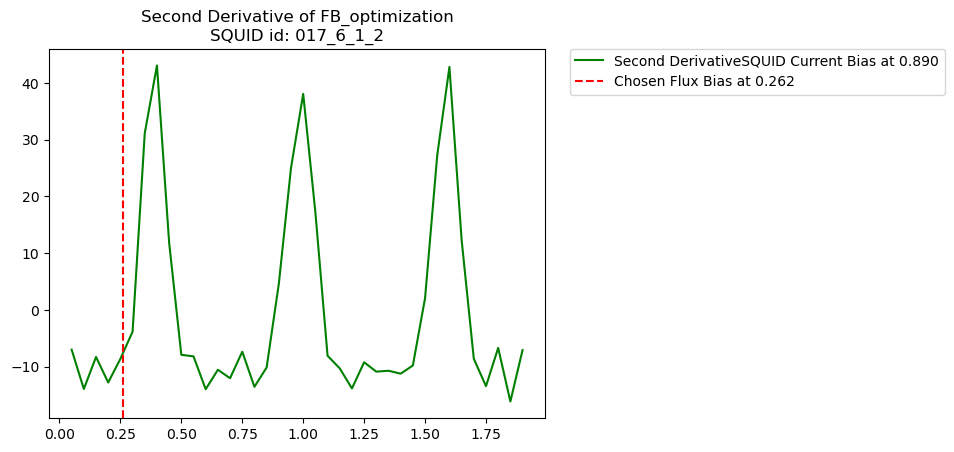 Second Derivative of FB_optimization
SQUID id: 017_6_1_2
Second DerivativeSQUID Current Bias at 0.890
Chosen Flux Bias at 0.262
40
30
20
10
0
−10
0.00 0.25 0.50 0.75 1.00 1.25 1.50 1.75